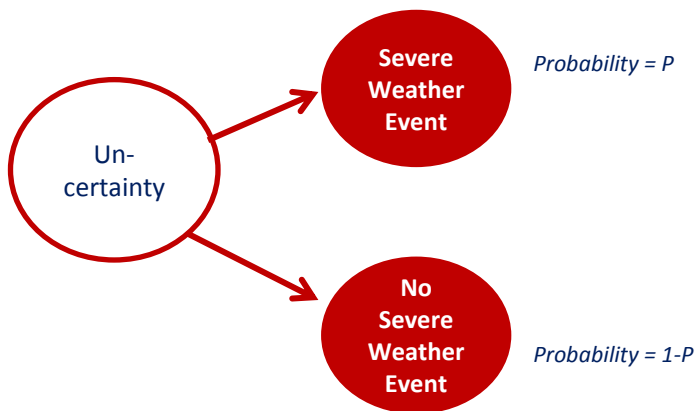 Severe
Weather
Event
Probability = P
Un-
certainty
No
Severe
Weather
Event
Probability = 1-P